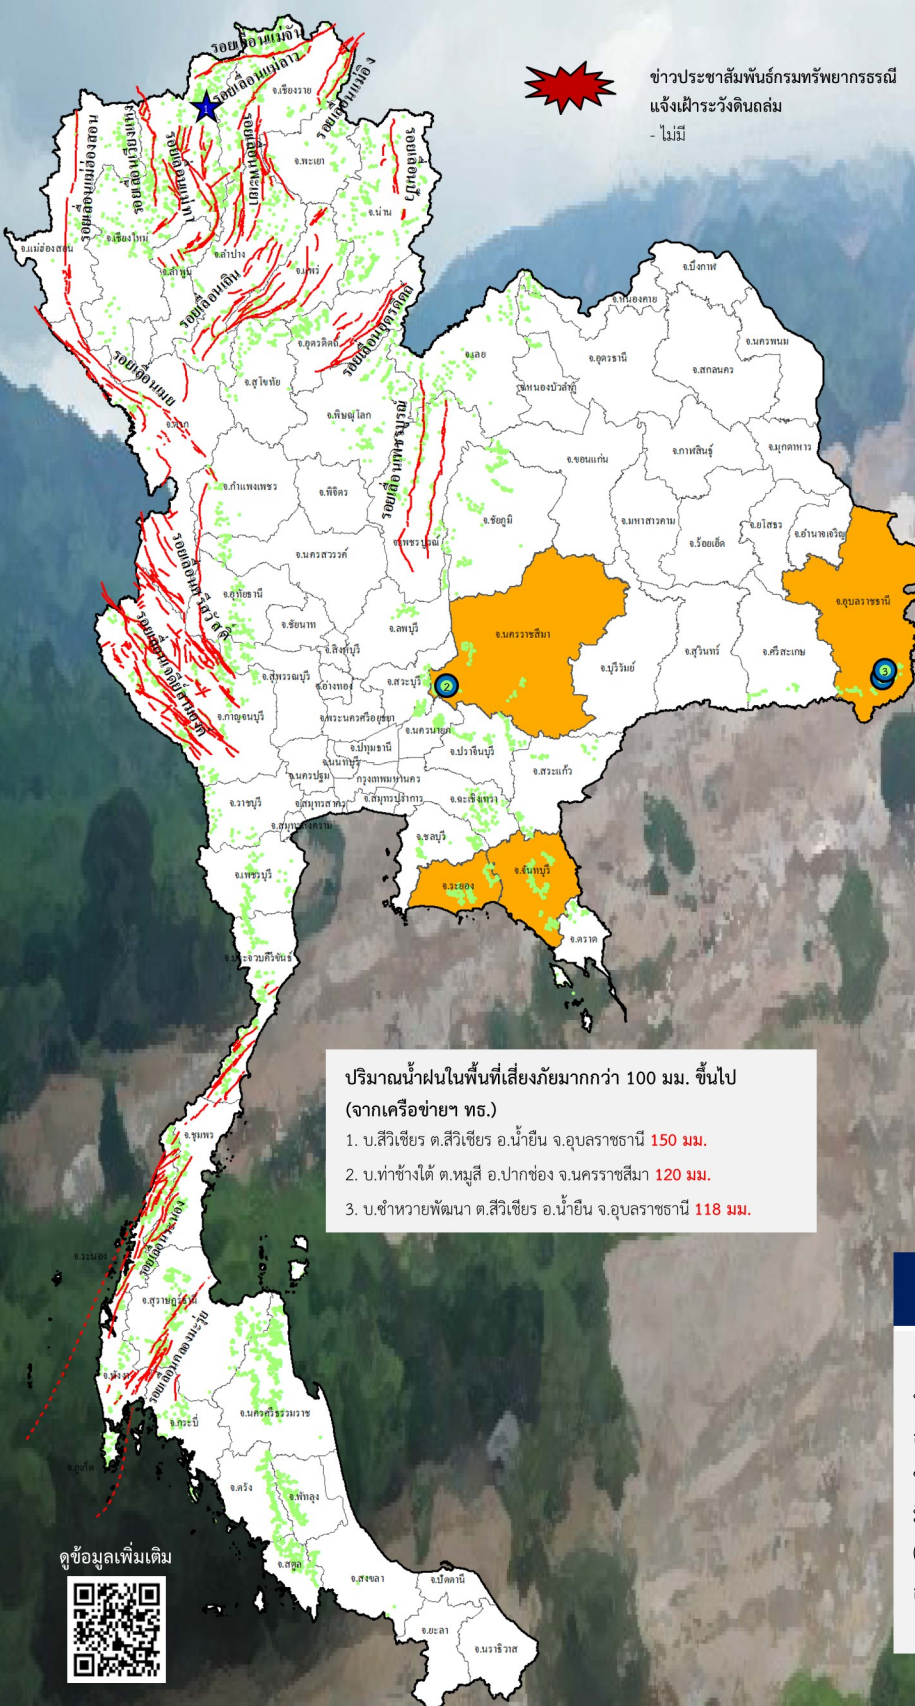 รอยเลื่อนแม่จัน
รอยเลื่อนแม่ลาว
รอยเลื่อนแม่อิง
จ.เชียงราย
ข่าวประชาสัมพันธ์กรมทรัพยากรธรณี
แจ้งเฝ้าระวังดินถล่ม
- ไม่มี
1
รอยเลื่อนแม่ฮ่องสอน
รอยเลื่อนแม่ทา
รอยเลื่อนพะเยา
จ.พะเยา
รอยเลื่อนปัว
จ.น่าน
จ.แม่ฮ่องสอน
จ.เชียงใหม่
จ.ลำพูน
จ.ลำปาง
จ.แพร่
รอยเลื่อนเถิน
รอยเลื่อนอุตรดิตถ์
จ.อุตรดิตถ์
จ.บึงกาฬ
จ.หนองคาย
จ.นครพนม
จ.เลย
จ.อุดรธานี
จ.สกลนคร
จ.หนองบัวลำภู
รอยเลื่อนเมย
จ.ตาก
จ.สุโขทัย
จ.พิษณุโลก
รอยเลื่อนเพชรบูรณ์
จ.ขอนแก่น
จ.กาฬสินธุ์
จ.มุกดาหาร
จ.กำแพงเพชร
จ.พิจิตร
จ.เพชรบูรณ์
จ.ชัยภูมิ
จ.มหาสารคาม
จ.ร้อยเอ็ด
จ.ยโสธร
จ.อำนาจเจริญ
จ.นครสวรรค์
รอยเลื่อนศรีสวัสดิ์
จ.อุทัยธานี
จ.ชัยนาท
จ.ลพบุรี
จ.นครราชสีมา
จ.อุบลราชธานี
รอยเลื่อนเจดีย์สามองค์
จ.สิงห์บุรี
จ.บุรีรัมย์
จ.สุรินทร์
จ.ศรีสะเกษ
3
จ.สุพรรณบุรี
จ.อ่างทอง
จ.สระบุรี
2
จ.กาญจนบุรี
จ.พระนครศรีอยุธยา
จ.นครนายก
จ.ปทุมธานี
จ.ปราจีนบุรี
จ.นนทบุรี
จ.นครปฐม
กรุงเทพมหานคร
จ.สระแก้ว
จ.ราชบุรี
จ.สมุทรสาคร
จ.สมุทรปราการ
จ.ฉะเชิงเทรา
จ.สมุทรสงคราม
จ.ชลบุรี
จ.เพชรบุรี
จ.ระยอง
จ.จันทบุรี
จ.ตราด
จ.ประจวบคีรีขันธ์
ปริมาณน้ำฝนในพื้นที่เสี่ยงภัยมากกว่า 100 มม. ขึ้นไป
(จากเครือข่ายฯ ทธ.)
1. บ.สีวิเชียร ต.สีวิเชียร อ.น้ำยืน จ.อุบลราชธานี 150 มม.
2. บ.ท่าช้างใต้ ต.หมูสี อ.ปากช่อง จ.นครราชสีมา 120 มม.
3. บ.ซำหวายพัฒนา ต.สีวิเชียร อ.น้ำยืน จ.อุบลราชธานี 118 มม.
จ.ชุมพร
รอยเลื่อนระนอง
จ.ระนอง
จ.สุราษฎร์ธานี
รอยเลื่อนคลองมะรุ่ย
จ.พังงา
จ.กระบี่
จ.นครศรีธรรมราช
จ.ภูเก็ต
จ.ตรัง
จ.พัทลุง
จ.สตูล
จ.สงขลา
จ.ปัตตานี
จ.ยะลา
จ.นราธิวาส
ดูข้อมูลเพิ่มเติม